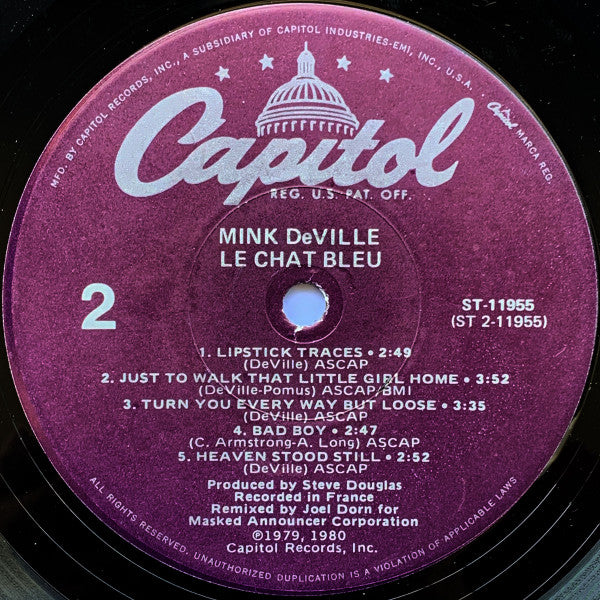 MFD. BY CAPITOL RECORDS, INC., A SUBSIDIARY OF CAPITOL INDUSTRIES-EMI, INC., U.S.A. • Capitol MARCA REG.
Capitol
REG. U.S. PAT. OFF.
MINK DeVILLE
LE CHAT BLEU
2
ST-11955
(ST 2-11955)
1. LIPSTICK TRACES • 2:49
(DeVille) ASCAP
2. JUST TO WALK THAT LITTLE GIRL HOME • 3:52
(DeVille-Pomus) ASCAP/BMI
3. TURN YOU EVERY WAY BUT LOOSE • 3:35
(DeVille) ASCAP
4. BAD BOY • 2:47
(C. Armstrong-A. Long) ASCAP
5. HEAVEN STOOD STILL • 2:52
(DeVille) ASCAP
Produced by Steve Douglas
Recorded in France
Remixed by Joel Dorn for
Masked Announcer Corporation
℗1979, 1980
Capitol Records, Inc.
ALL RIGHTS RESERVED. UNAUTHORIZED DUPLICATION IS A VIOLATION OF APPLICABLE LAWS